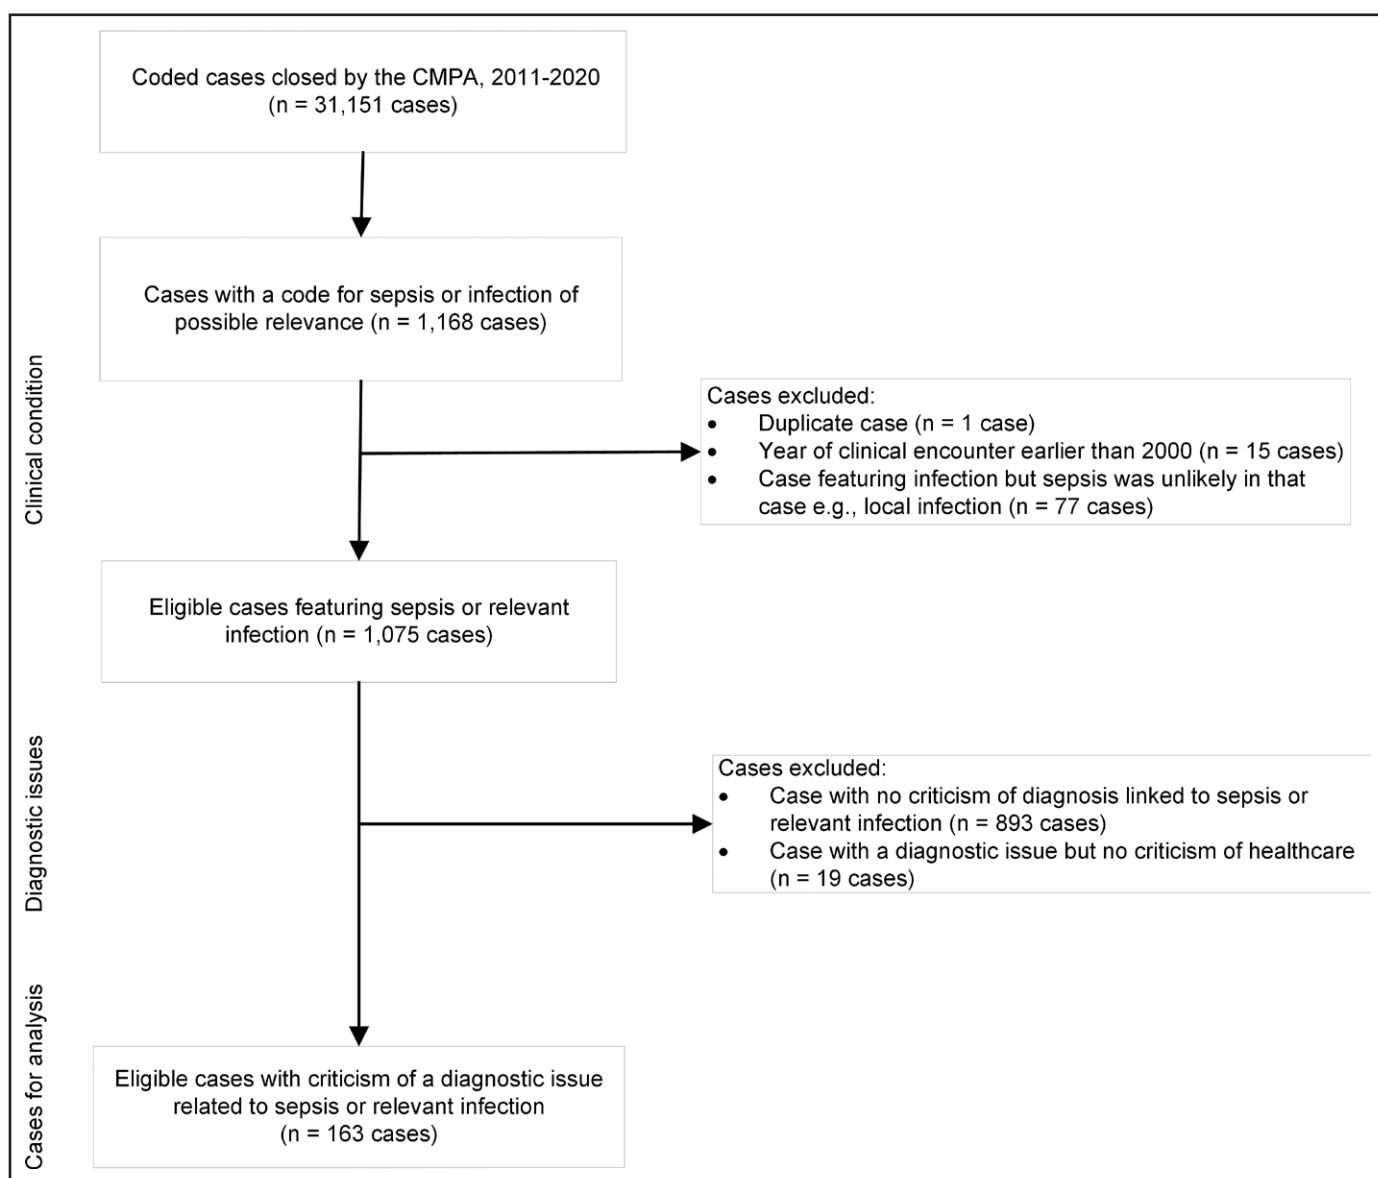 Coded cases closed by the CMPA, 2011-2020
(n = 31,151 cases)
Clinical condition
Cases with a code for sepsis or infection of
possible relevance (n = 1,168 cases)
Cases excluded:
• Duplicate case (n = 1 case)
• Year of clinical encounter earlier than 2000 (n = 15 cases)
• Case featuring infection but sepsis was unlikely in that
case e.g., local infection (n = 77 cases)
Eligible cases featuring sepsis or relevant
infection (n = 1,075 cases)
Diagnostic issues
Cases excluded:
• Case with no criticism of diagnosis linked to sepsis or
relevant infection (n = 893 cases)
• Case with a diagnostic issue but no criticism of healthcare
(n = 19 cases)
Cases for analysis
Eligible cases with criticism of a diagnostic issue
related to sepsis or relevant infection
(n = 163 cases)